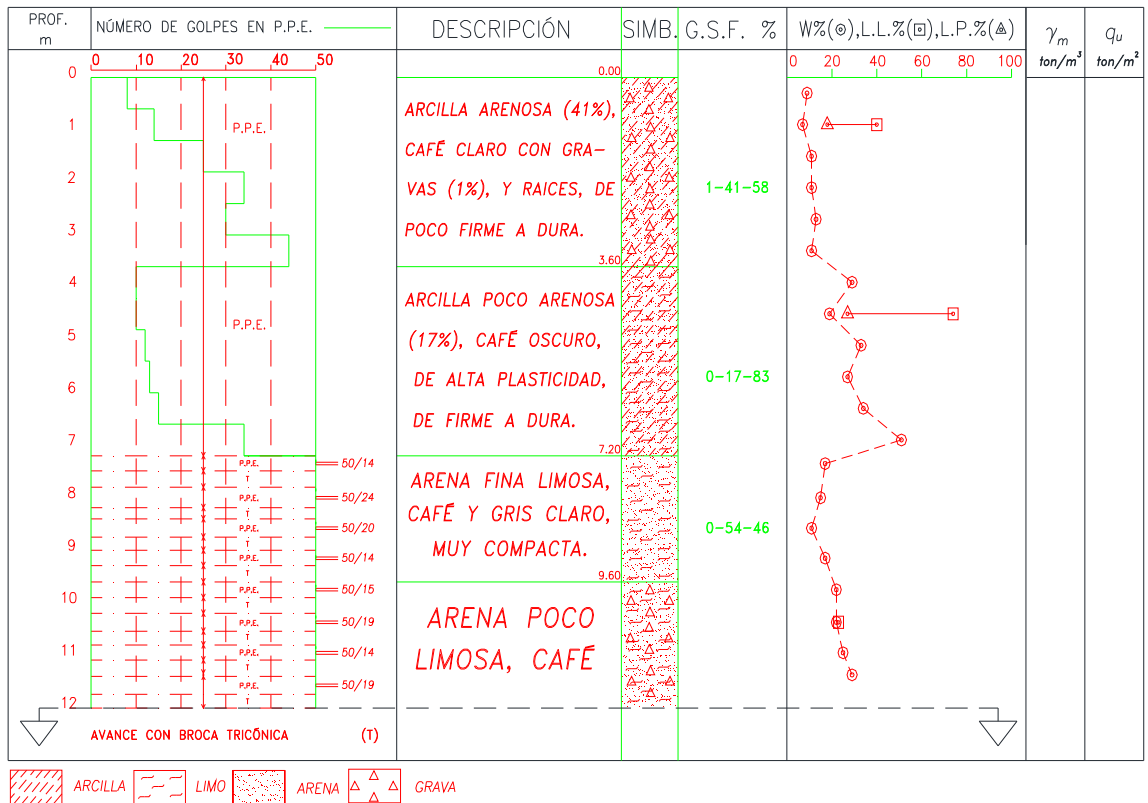 PROF.
m
NÚMERO DE GOLPES EN P.P.E.
DESCRIPCIÓN
SIMB.
G.S.F. %
W%(⊙),L.L.%(⊡),L.P.%(◬)
γm
ton/m³
qu
ton/m²
0 10 20 30 40 50
0 20 40 60 80 100
0
1
2
3
4
5
6
7
8
9
10
11
12
P.P.E.
P.P.E.
0.00
ARCILLA ARENOSA (41%),
CAFÉ CLARO CON GRA-
VAS (1%), Y RAICES, DE
POCO FIRME A DURA.
3.60
1-41-58
ARCILLA POCO ARENOSA
(17%), CAFÉ OSCURO,
DE ALTA PLASTICIDAD,
DE FIRME A DURA.
7.20
0-17-83
P.P.E.
T
50/14
P.P.E.
T
50/24
P.P.E.
T
50/20
P.P.E.
T
50/14
P.P.E.
T
50/15
P.P.E.
T
50/19
P.P.E.
T
50/14
P.P.E.
T
50/19
ARENA FINA LIMOSA,
CAFÉ Y GRIS CLARO,
MUY COMPACTA.
9.60
0-54-46
ARENA POCO
LIMOSA, CAFÉ
AVANCE CON BROCA TRICÓNICA (T)
ARCILLA
LIMO
ARENA
GRAVA